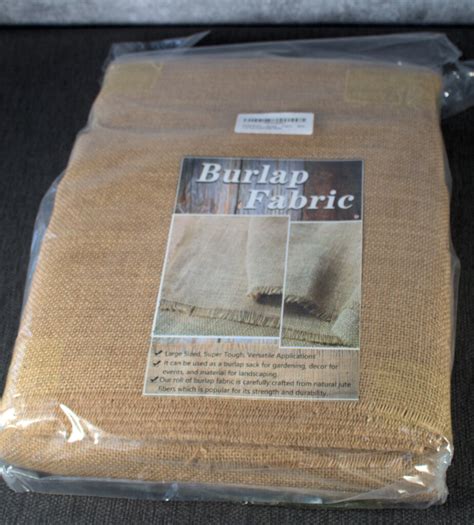 Burlap
Fabric
✓ Large Sized, Super Tough, Versatile Applications
✓ It can be used as a burlap sack for gardening, decor for
events, and material for landscaping.
✓ Our roll of burlap fabric is carefully crafted from natural jute
fibers which is popular for its strength and durability.